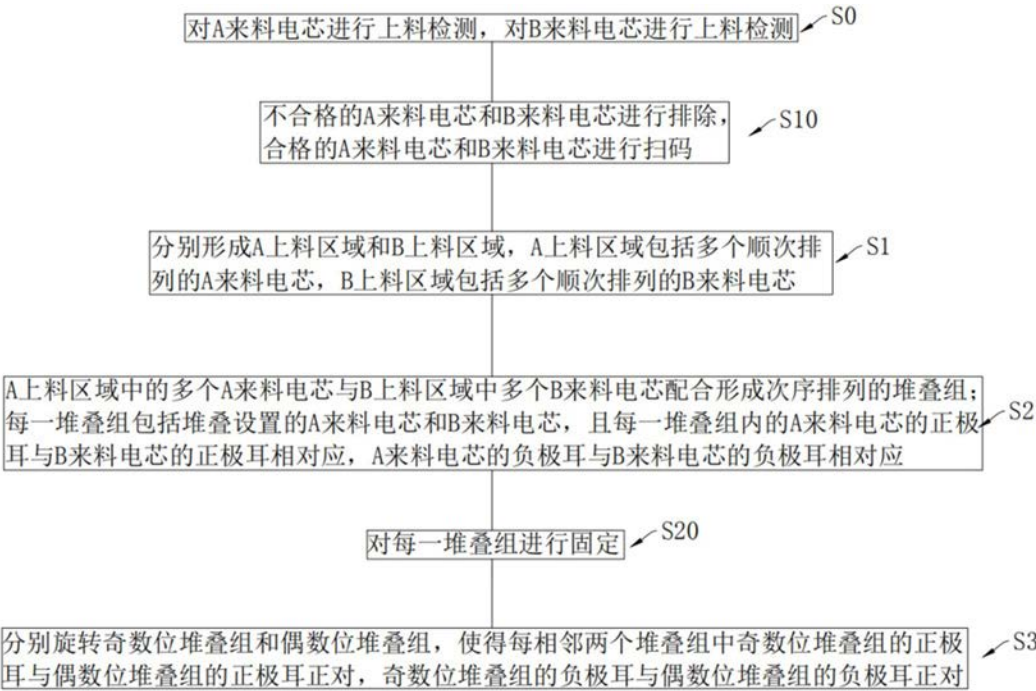 对A来料电芯进行上料检测，对B来料电芯进行上料检测
S0
不合格的A来料电芯和B来料电芯进行排除，
合格的A来料电芯和B来料电芯进行扫码
S10
分别形成A上料区域和B上料区域，A上料区域包括多个顺次排
列的A来料电芯，B上料区域包括多个顺次排列的B来料电芯
S1
A上料区域中的多个A来料电芯与B上料区域中多个B来料电芯配合形成次序排列的堆叠组；
每一堆叠组包括堆叠设置的A来料电芯和B来料电芯，且每一堆叠组内的A来料电芯的正极
耳与B来料电芯的正极耳相对应，A来料电芯的负极耳与B来料电芯的负极耳相对应
S2
对每一堆叠组进行固定
S20
分别旋转奇数位堆叠组和偶数位堆叠组，使得每相邻两个堆叠组中奇数位堆叠组的正极
耳与偶数位堆叠组的正极耳正对，奇数位堆叠组的负极耳与偶数位堆叠组的负极耳正对
S3